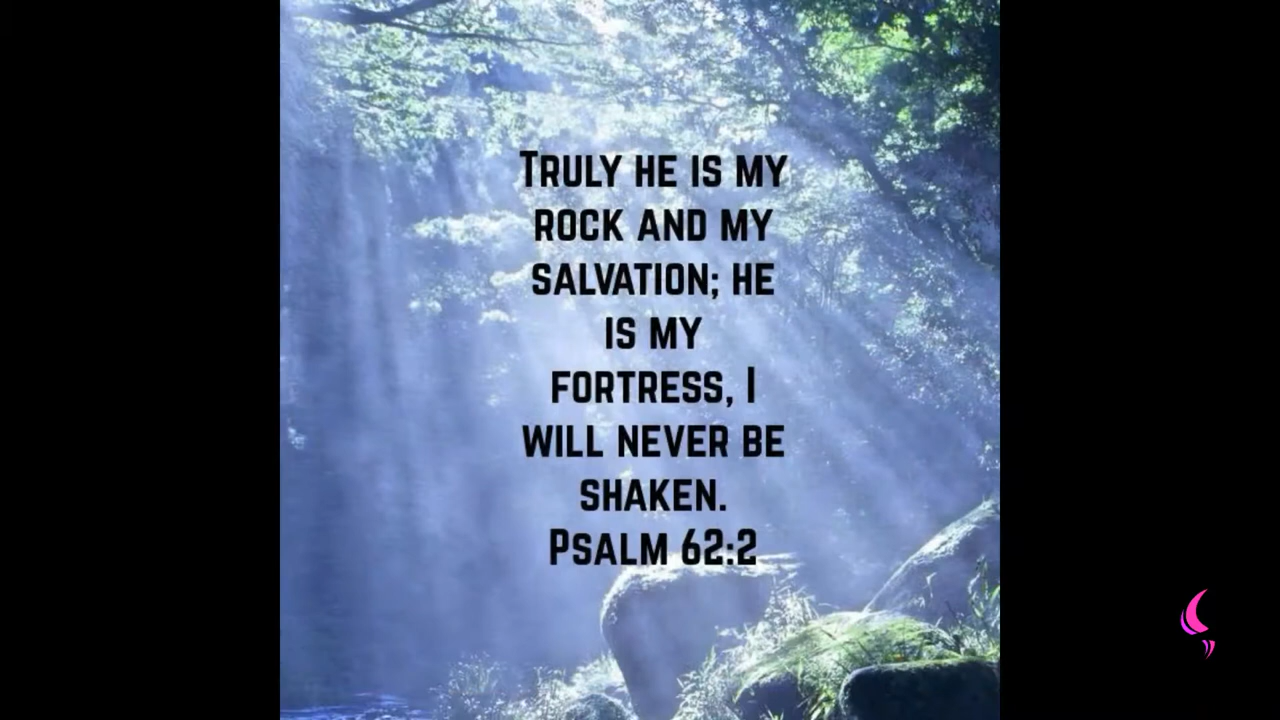 Truly he is my
rock and my
salvation; he
is my
fortress, I
will never be
shaken.
Psalm 62:2